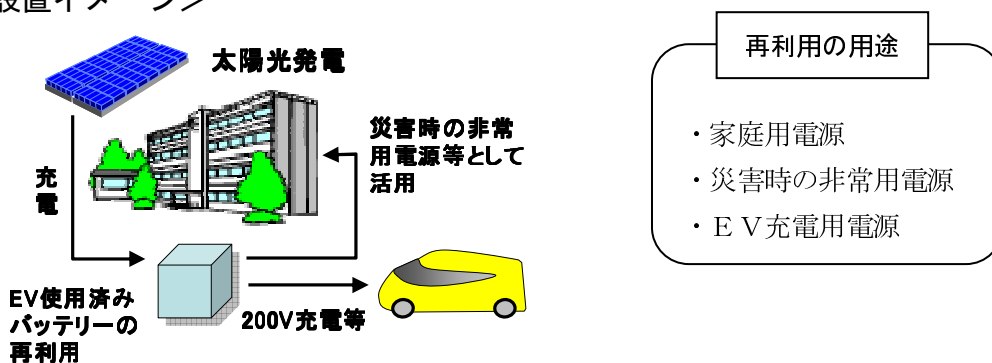 設置イメージ＞
太陽光発電
災害時の非常
用電源等として
活用
充
電
EV使用済み
バッテリーの
再利用
200V充電等
再利用の用途
・家庭用電源
・災害時の非常用電源
・ＥＶ充電用電源